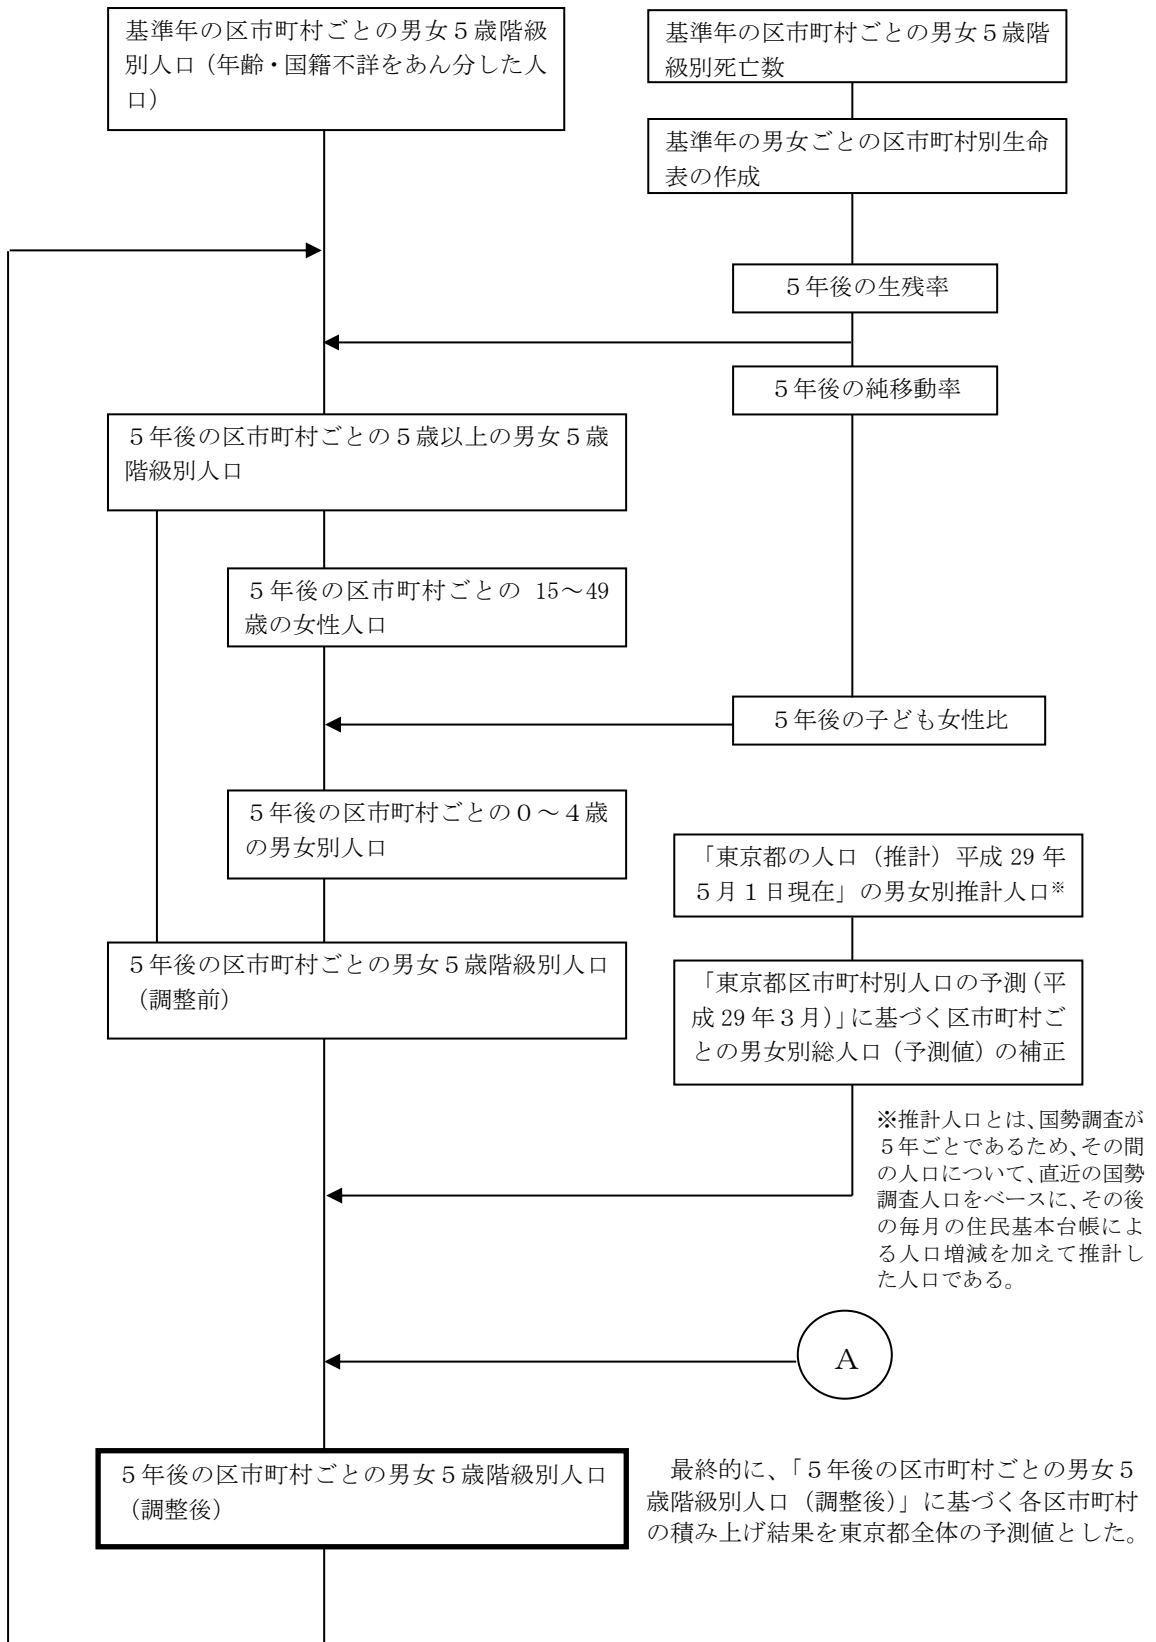 基準年の区市町村ごとの男女５歳階級
別人口（年齢・国籍不詳をあん分した人
口）
基準年の区市町村ごとの男女５歳階
級別死亡数
基準年の男女ごとの区市町村別生命
表の作成
５年後の生残率
５年後の純移動率
５年後の区市町村ごとの５歳以上の男女５歳
階級別人口
５年後の区市町村ごとの 15～49
歳の女性人口
５年後の子ども女性比
５年後の区市町村ごとの０～４歳
の男女別人口
「東京都の人口（推計）平成 29 年
５月１日現在」の男女別推計人口※
５年後の区市町村ごとの男女５歳階級別人口
（調整前）
「東京都区市町村別人口の予測（平
成 29 年３月）」に基づく区市町村ご
との男女別総人口（予測値）の補正
※推計人口とは、国勢調査が
５年ごとであるため、その間
の人口について、直近の国勢
調査人口をベースに、その後
の毎月の住民基本台帳によ
る人口増減を加えて推計し
た人口である。
A
５年後の区市町村ごとの男女５歳階級別人口
（調整後）
最終的に、「５年後の区市町村ごとの男女５
歳階級別人口（調整後）」に基づく各区市町村
の積み上げ結果を東京都全体の予測値とした。